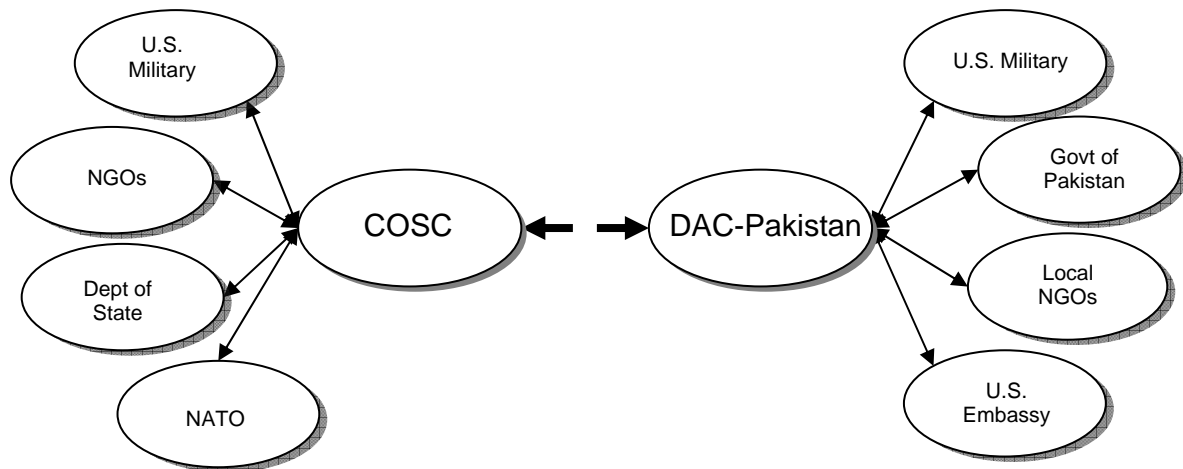 U.S.
Military
NGOs
Dept of
State
NATO
COSC
DAC-Pakistan
U.S. Military
Govt of
Pakistan
Local
NGOs
U.S.
Embassy